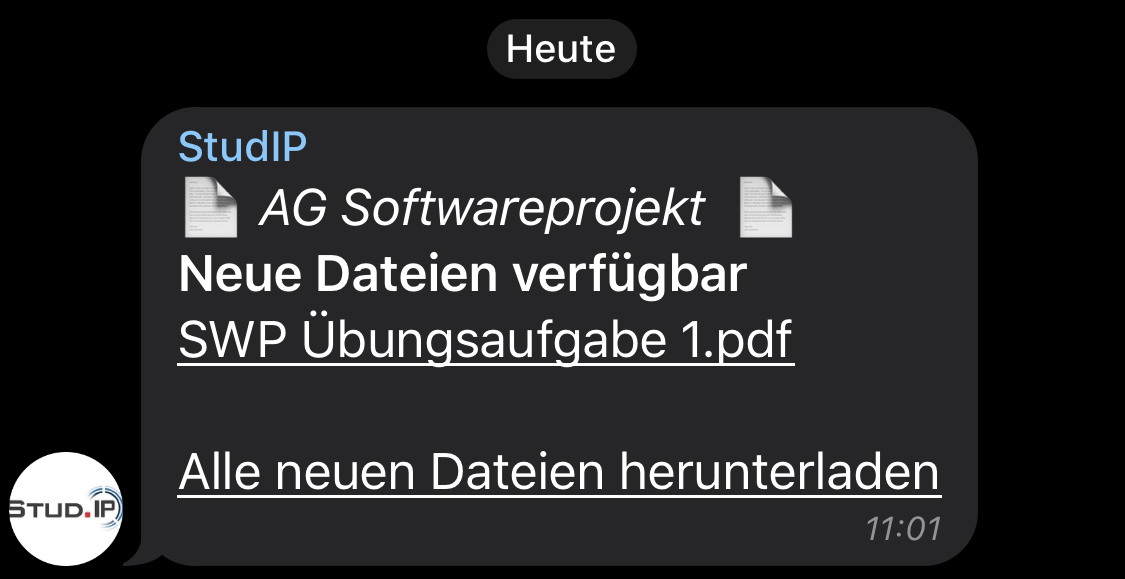 Heute
StudIP
📄 AG Softwareprojekt 📄
Neue Dateien verfügbar
SWP Übungsaufgabe 1.pdf
Alle neuen Dateien herunterladen
STUD.IP
11:01